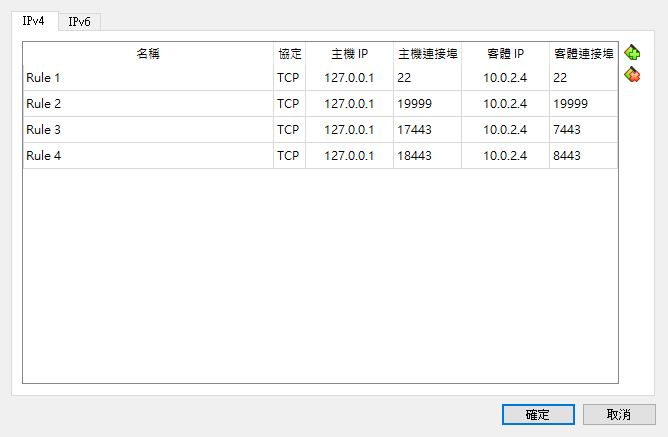 IPv4 IPv6
名稱 協定 主機 IP 主機連接埠 客體 IP 客體連接埠
Rule 1 TCP 127.0.0.1 22 10.0.2.4 22
Rule 2 TCP 127.0.0.1 19999 10.0.2.4 19999
Rule 3 TCP 127.0.0.1 17443 10.0.2.4 7443
Rule 4 TCP 127.0.0.1 18443 10.0.2.4 8443
確定 取消